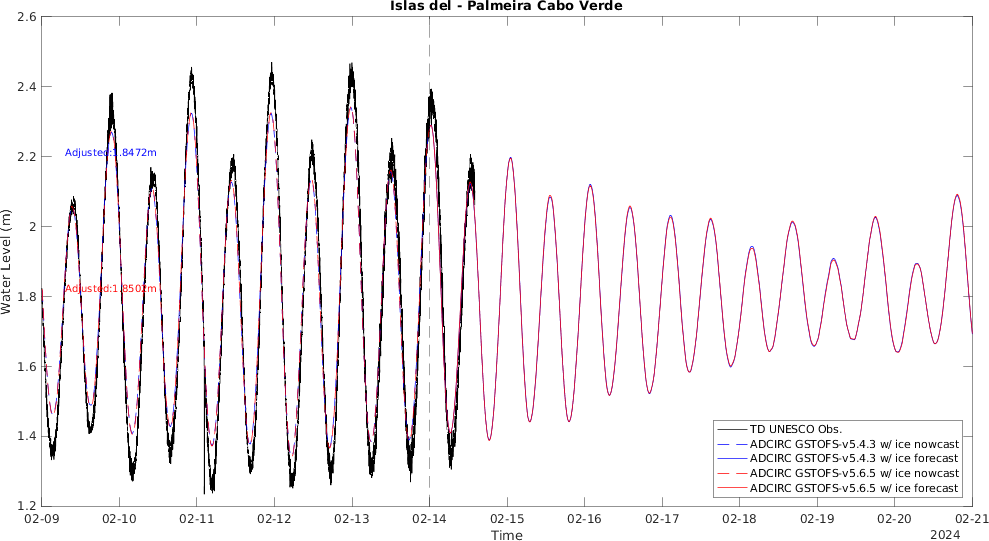 Islas del - Palmeira Cabo Verde
2.6
2.4
2.2
2
1.8
1.6
1.4
1.2
Water Level (m)
Adjusted:1.8472m
Adjusted:1.8502m
TD UNESCO Obs.
ADCIRC GSTOFS-v5.4.3 w/ ice nowcast
ADCIRC GSTOFS-v5.4.3 w/ ice forecast
ADCIRC GSTOFS-v5.6.5 w/ ice nowcast
ADCIRC GSTOFS-v5.6.5 w/ ice forecast
02-09 02-10 02-11 02-12 02-13 02-14 02-15 02-16 02-17 02-18 02-19 02-20 02-21
Time
2024